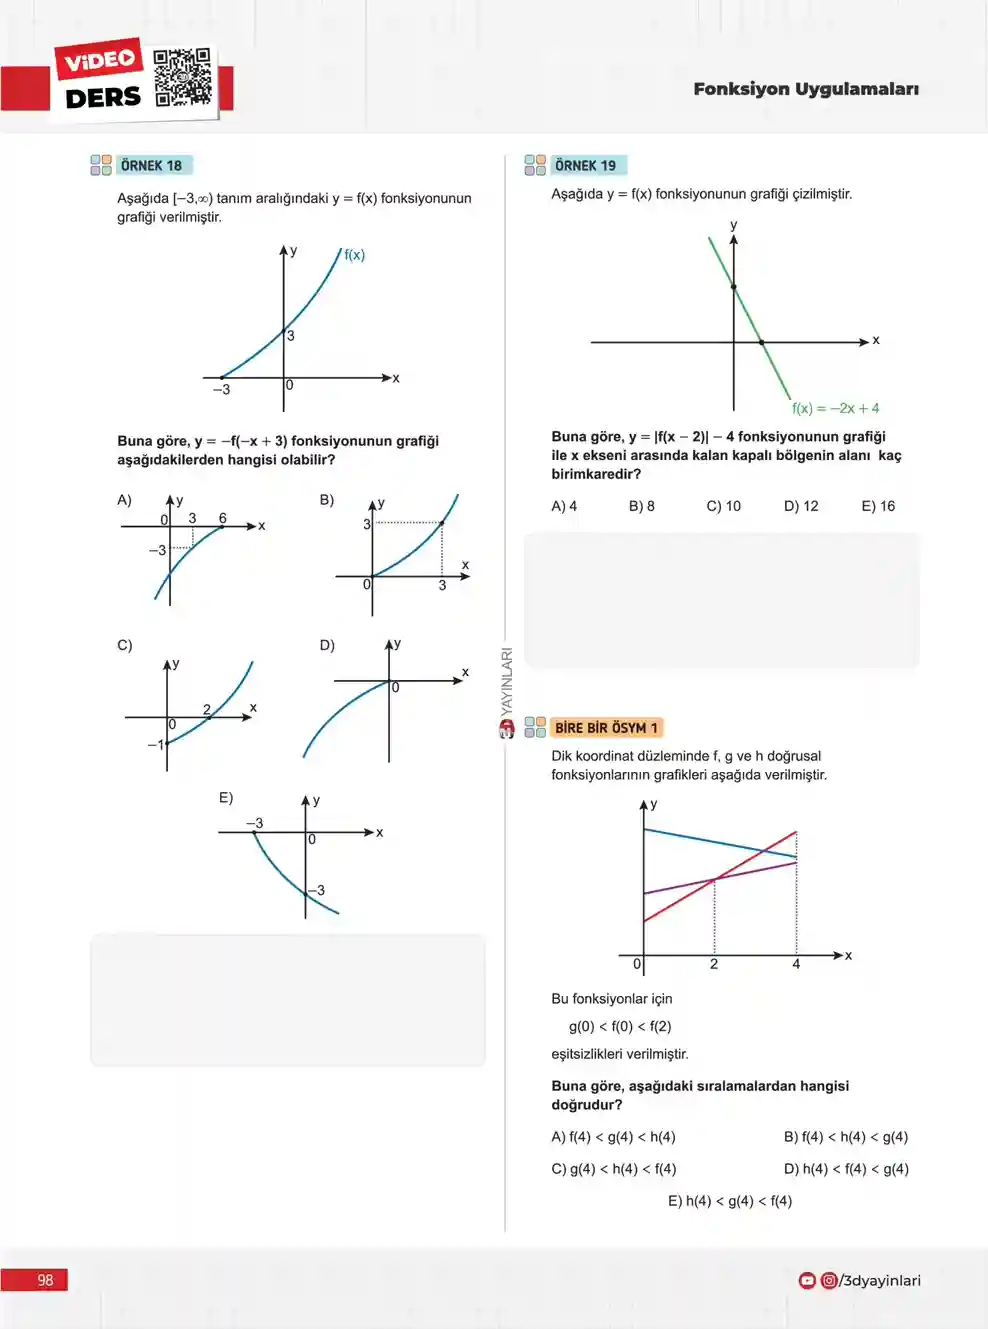 VİDEO
DERS
Fonksiyon Uygulamaları
ÖRNEK 18
Aşağıda [−3,∞) tanım aralığındaki y = f(x) fonksiyonunun
grafiği verilmiştir.
y
f(x)
3
−3
0
x
Buna göre, y = −f(−x + 3) fonksiyonunun grafiği
aşağıdakilerden hangisi olabilir?
A)
y
0
3
6
x
−3
B)
y
3
x
0
3
C)
y
2
x
0
−1
D)
y
x
0
E)
y
−3
x
0
−3
ÖRNEK 19
Aşağıda y = f(x) fonksiyonunun grafiği çizilmiştir.
y
x
f(x) = −2x + 4
Buna göre, y = |f(x − 2)| − 4 fonksiyonunun grafiği
ile x ekseni arasında kalan kapalı bölgenin alanı kaç
birimkaredir?
A) 4 B) 8 C) 10 D) 12 E) 16
YAYINLARI
BİRE BİR ÖSYM 1
Dik koordinat düzleminde f, g ve h doğrusal
fonksiyonlarının grafikleri aşağıda verilmiştir.
y
x
0
2
4
Bu fonksiyonlar için
g(0) < f(0) < f(2)
eşitsizlikleri verilmiştir.
Buna göre, aşağıdaki sıralamalardan hangisi
doğrudur?
A) f(4) < g(4) < h(4) B) f(4) < h(4) < g(4)
C) g(4) < h(4) < f(4) D) h(4) < f(4) < g(4)
E) h(4) < g(4) < f(4)
98
/3dyayinlari